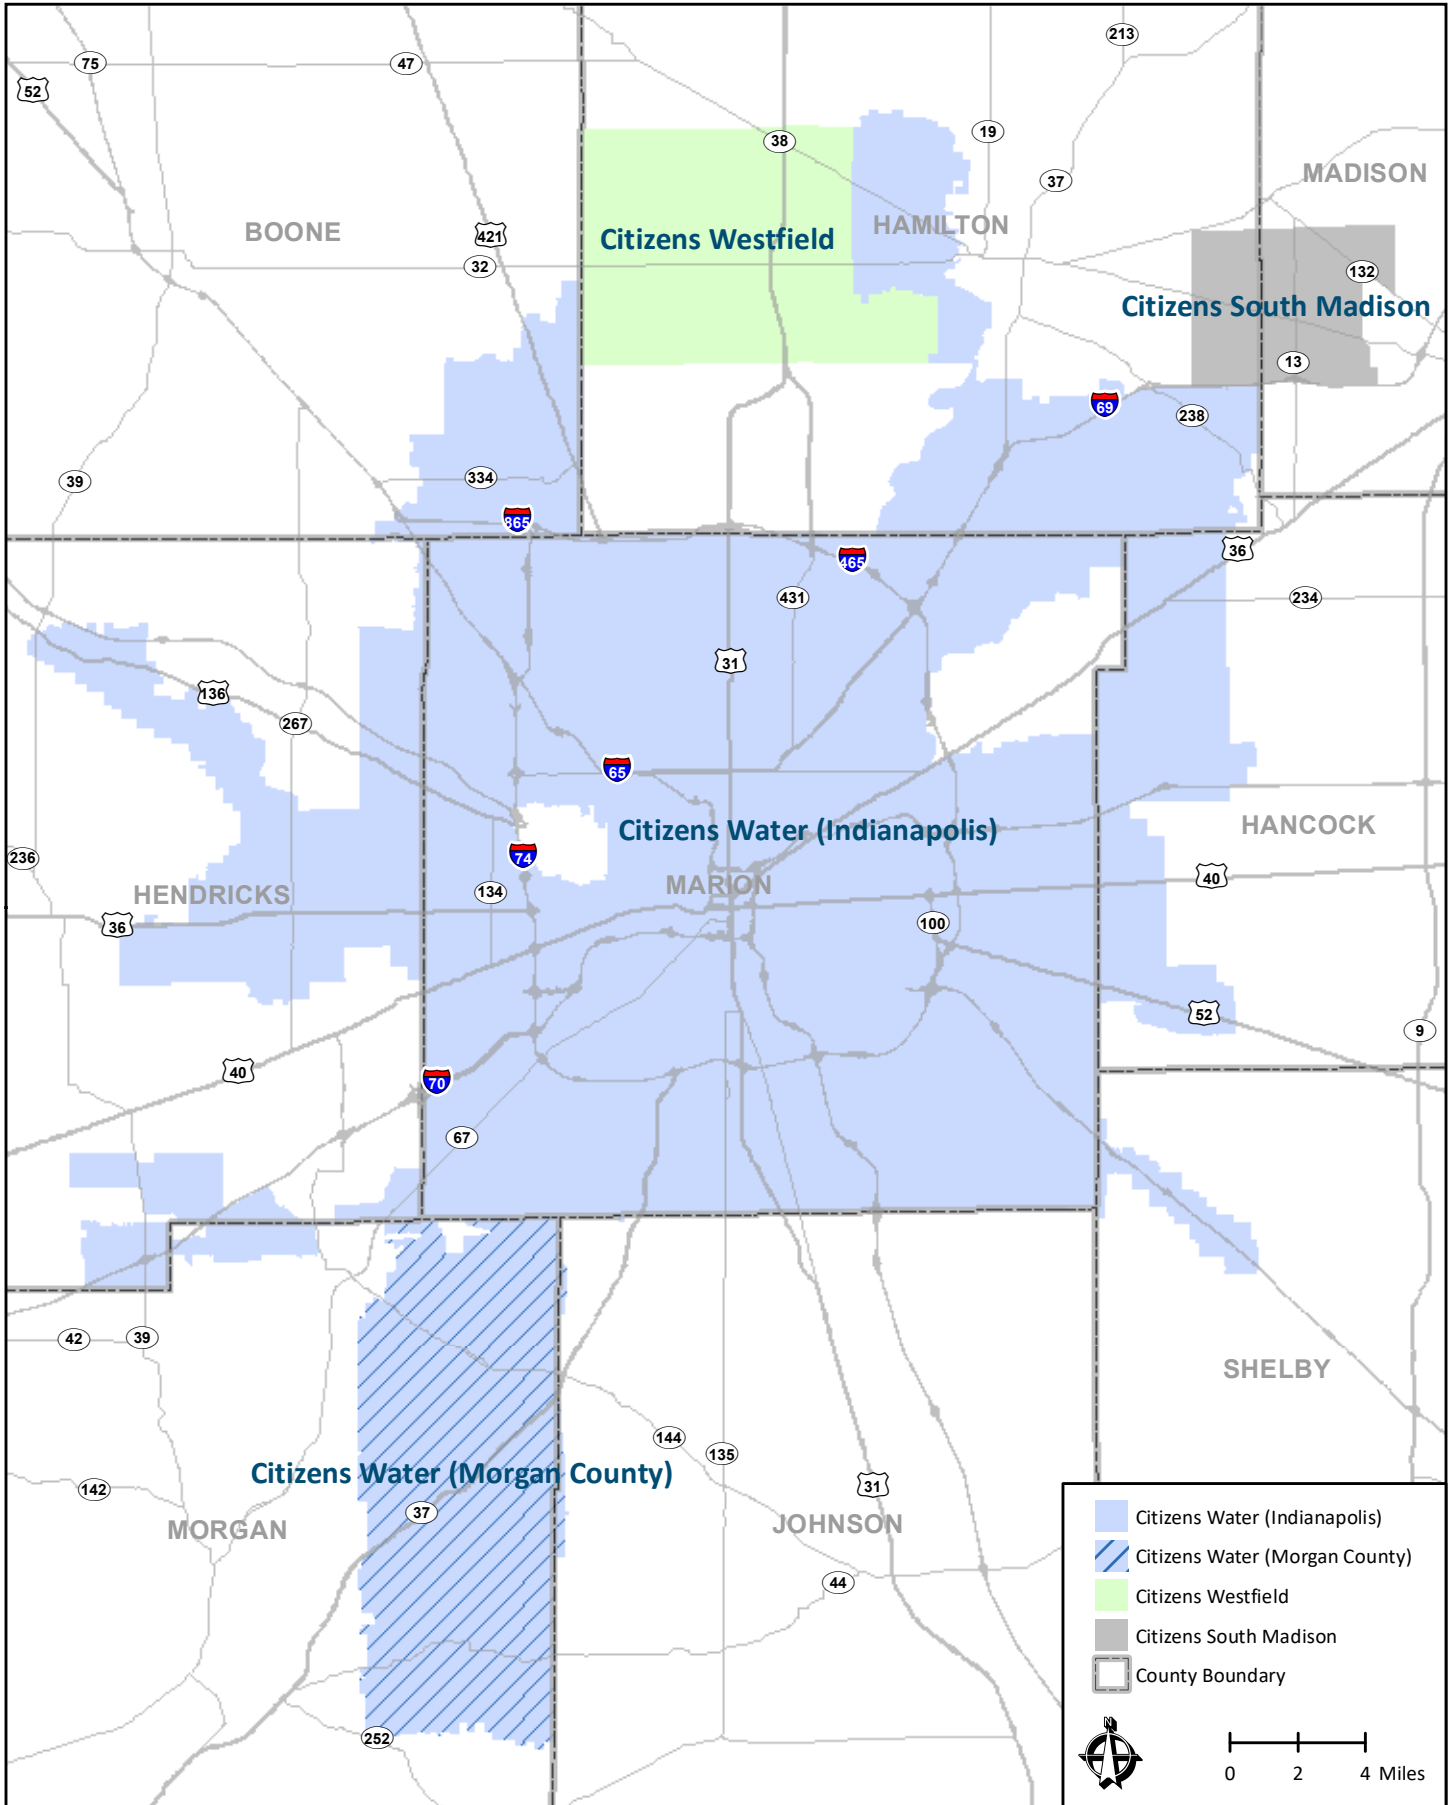 213
75
47
52
19
38
37
MADISON
BOONE
HAMILTON
421
Citizens Westfield
32
132
Citizens South Madison
13
69
238
334
39
865
36
465
431
234
31
136
267
65
Citizens Water (Indianapolis)
HANCOCK
236
74
40
MARION
HENDRICKS
134
36
100
52
9
40
70
67
42
39
SHELBY
144
135
Citizens Water (Morgan County)
142
31
37
MORGAN
JOHNSON
44
252
Citizens Water (Indianapolis)
Citizens Water (Morgan County)
Citizens Westfield
Citizens South Madison
County Boundary
N
0 2 4 Miles